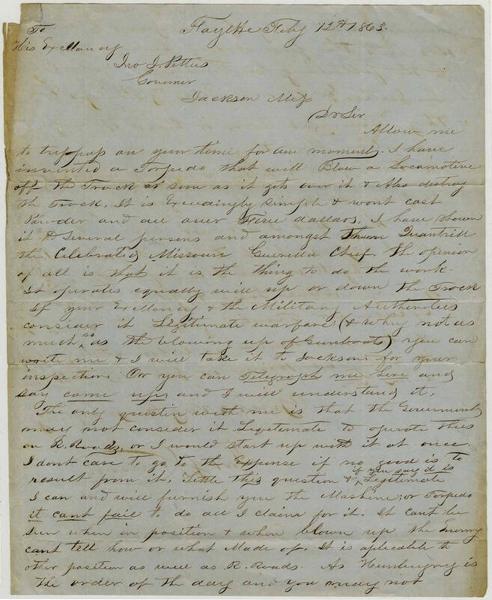 To
Fayette Feby 12th 1863.
His Excellency
Jno J. Pettus
Governor
Jackson Miss
Dr Sir
Allow me
to trespass on your time for one moment. I have
invented a Torpedo that will Blow a Locomotive
off the Track as soon as it gets over it & also destroy
the Track. It is Exceedingly simple & wont cost
Powder and all over Five dollars. I have shown
it to Several persons and amongst them Quantrill
the Celebrated Missouri Guerilla Chief. The opinion
of all is that it is the thing to do the work
It operates equally well up or down the Track
If your Excellency & the Military Authorities
consider it Legitimate warfare (& why not as
much so as the blowing up of Gunboats) you can
write me & I will take it to Jackson for your
inspection Or you can Telegraph me here and
say come up and I will understand it.
The only question with me is that the Government
may not consider it Legitimate to operate this
on R. Roads, or I would start up with it at once
I dont care to go to the Expense if no good is to
result from it. Settle this question & if you say it is Legitimate
I can and will furnish you the Machine or Torpedo
it cant fail to do all I claim for it. It cant be
seen when in position & when blown up the Enemy
cant tell how or what Made of. It is aplicable to
other position as well as R. Roads. As
is the order of the day and you may not